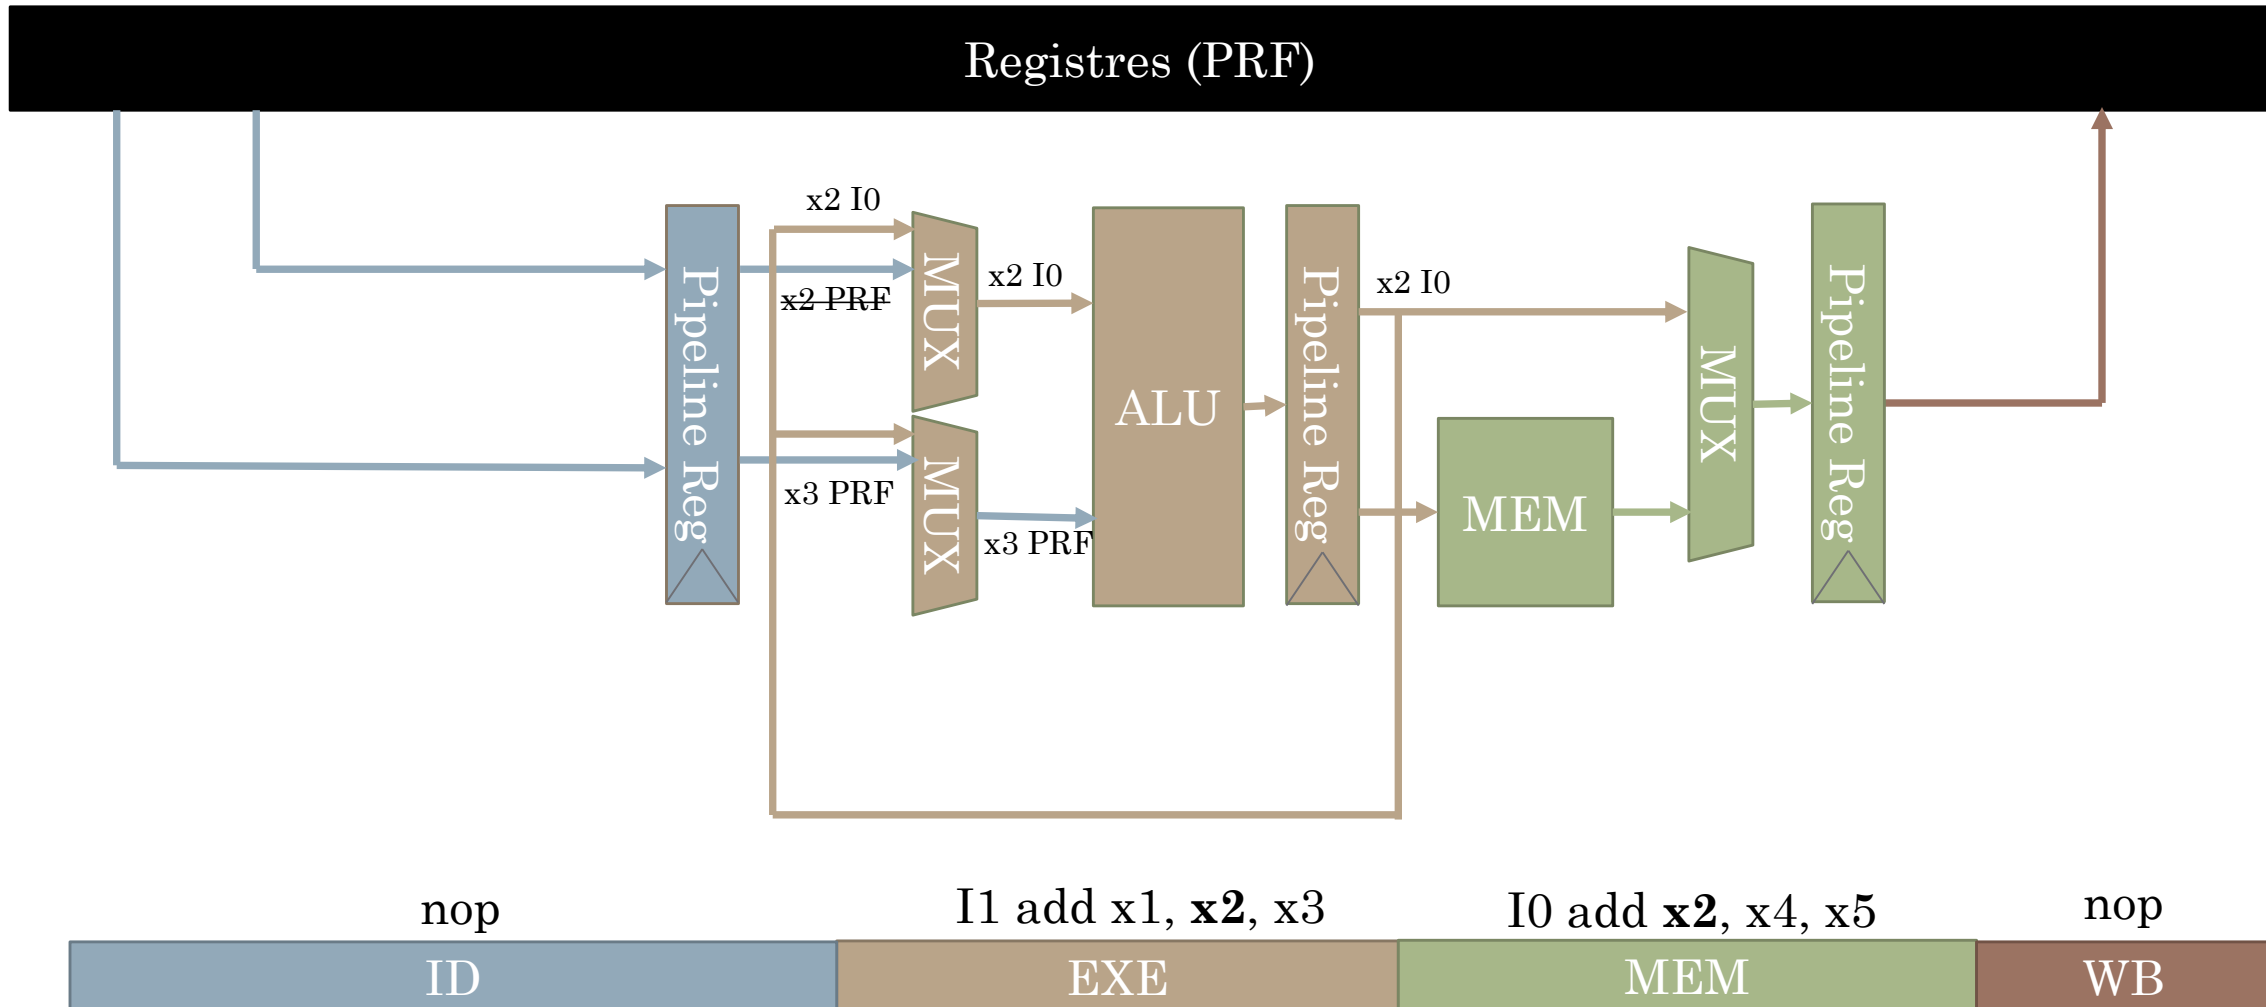 Registres (PRF)
x2 I0
x2 PRF
x3 PRF
Pipeline Reg
MUX
MUX
x2 I0
x3 PRF
ALU
Pipeline Reg
x2 I0
MEM
MUX
Pipeline Reg
nop
I1 add x1, x2, x3
I0 add x2, x4, x5
nop
ID
EXE
MEM
WB